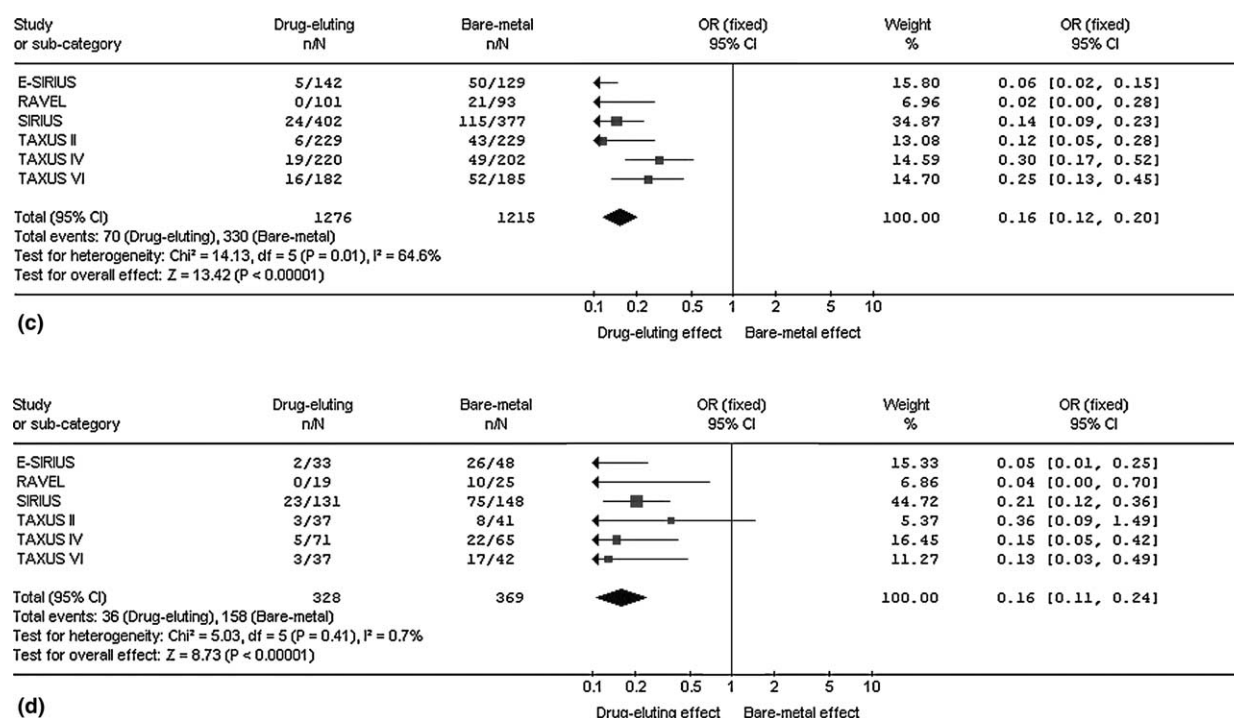 Study Drug-eluting Bare-metal OR (fixed) Weight OR (fixed)
or sub-category n/N n/N 95% CI % 95% CI
E-SIRIUS 5/142 50/129 15.80 0.06 [0.02, 0.15]
RAVEL 0/101 21/93 6.96 0.02 [0.00, 0.28]
SIRIUS 24/402 115/377 34.87 0.14 [0.09, 0.23]
TAXUS II 6/229 43/229 13.08 0.12 [0.05, 0.28]
TAXUS IV 19/220 49/202 14.59 0.30 [0.17, 0.52]
TAXUS VI 16/182 52/185 14.70 0.25 [0.13, 0.45]
Total (95% CI) 1276 1215 100.00 0.16 [0.12, 0.20]
Total events: 70 (Drug-eluting), 330 (Bare-metal)
Test for heterogeneity: Chi² = 14.13, df = 5 (P = 0.01), I² = 64.6%
Test for overall effect: Z = 13.42 (P < 0.00001)
0.1 0.2 0.5 1 2 5 10
(c) Drug-eluting effect Bare-metal effect
Study Drug-eluting Bare-metal OR (fixed) Weight OR (fixed)
or sub-category n/N n/N 95% CI % 95% CI
E-SIRIUS 2/33 26/48 15.33 0.05 [0.01, 0.25]
RAVEL 0/19 10/25 6.86 0.04 [0.00, 0.70]
SIRIUS 23/131 75/148 44.72 0.21 [0.12, 0.36]
TAXUS II 3/37 8/41 5.37 0.36 [0.09, 1.49]
TAXUS IV 5/71 22/65 16.45 0.15 [0.05, 0.42]
TAXUS VI 3/37 17/42 11.27 0.13 [0.03, 0.49]
Total (95% CI) 328 369 100.00 0.16 [0.11, 0.24]
Total events: 36 (Drug-eluting), 158 (Bare-metal)
Test for heterogeneity: Chi² = 5.03, df = 5 (P = 0.41), I² = 0.7%
Test for overall effect: Z = 8.73 (P < 0.00001)
0.1 0.2 0.5 1 2 5 10
(d) Drug-eluting effect Bare-metal effect